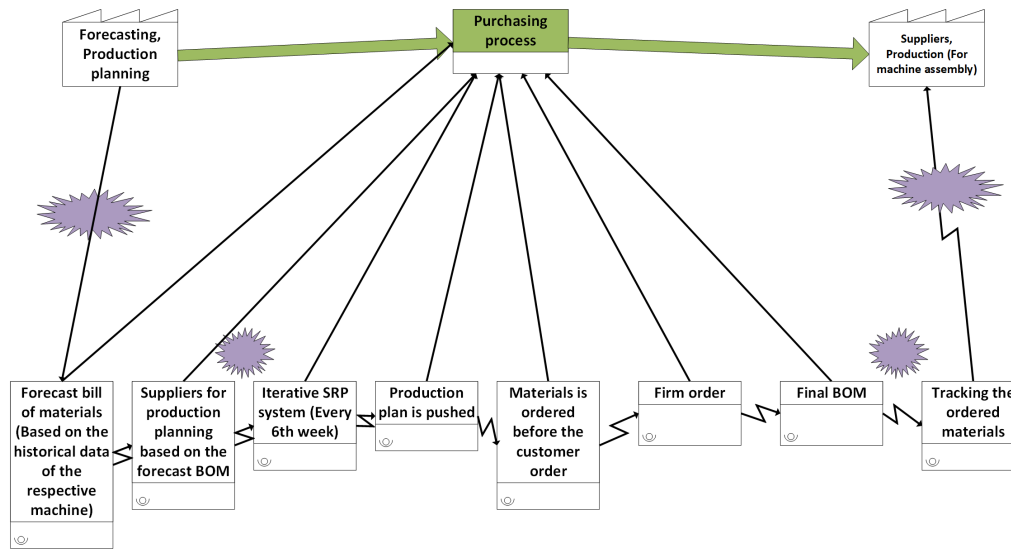 Forecasting,
Production
planning
Purchasing
process
Suppliers,
Production (For
machine assembly)
Forecast bill
of materials
(Based on the
historical data
of the
respective
machine)
Suppliers for
production
planning
based on the
forecast BOM
Iterative SRP
system (Every
6th week)
Production
plan is pushed
Materials is
ordered
before the
customer
order
Firm order
Final BOM
Tracking the
ordered
materials